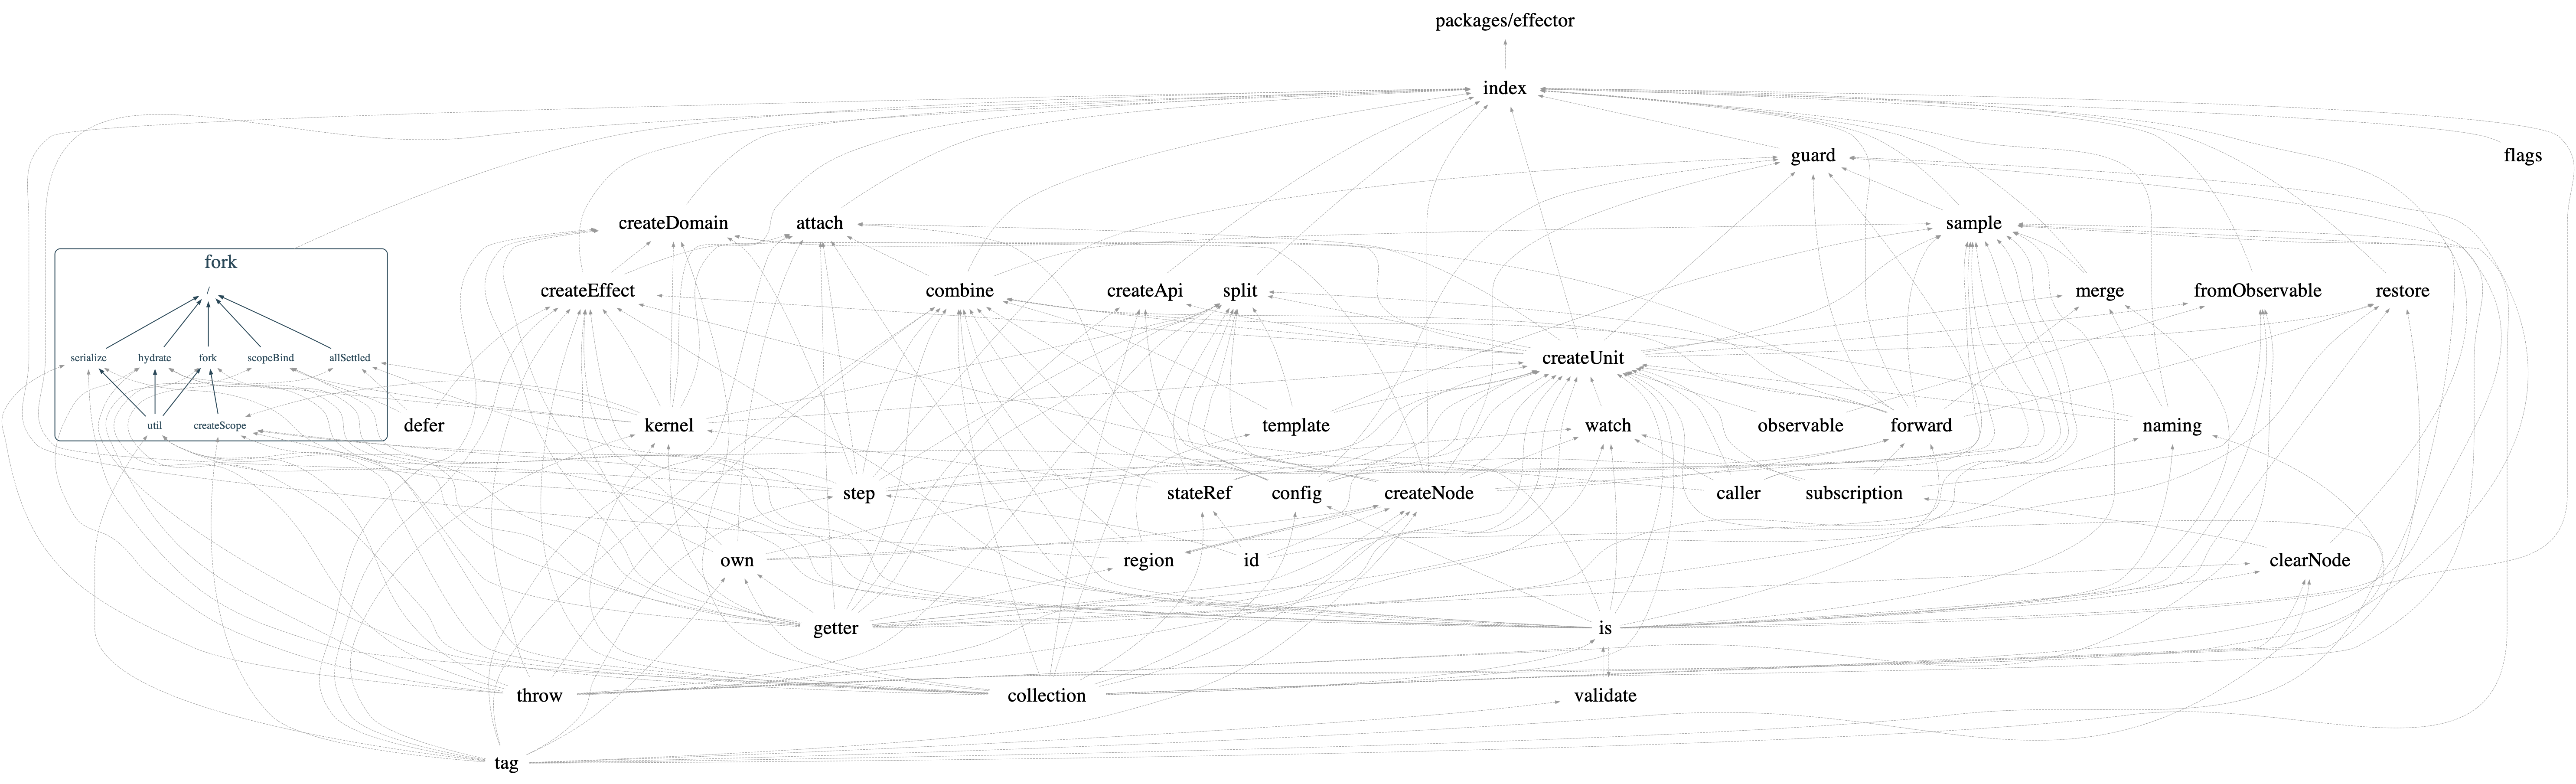 packages/effector
index
guard
flags
createDomain
attach
sample
fork
/
createEffect
combine
createApi
split
merge
fromObservable
restore
serialize
hydrate
fork
scopeBind
allSettled
createUnit
util
createScope
defer
kernel
template
watch
observable
forward
naming
step
stateRef
config
createNode
caller
subscription
own
region
id
clearNode
getter
is
throw
collection
validate
tag